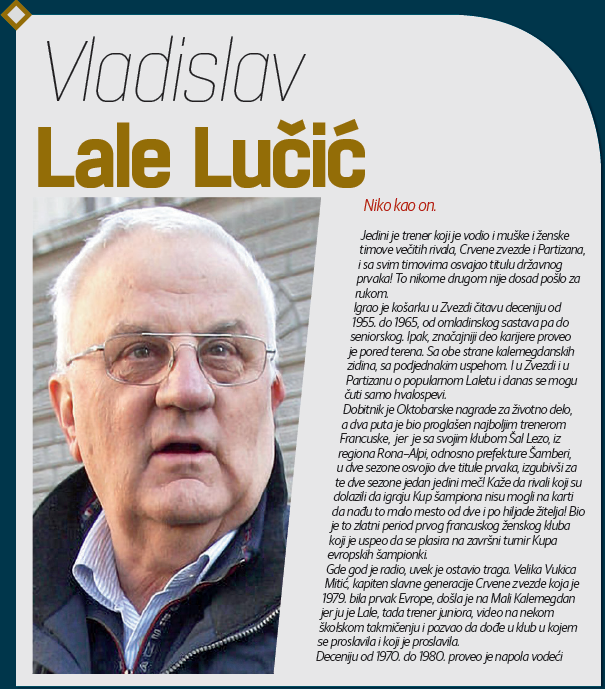 Vladislav
Lale Lučić
Niko kao on.
Jedini je trener koji je vodio i muške i ženske
timove večitih rivala, Crvene zvezde i Partizana,
i sa svim timovima osvajao titulu državnog
prvaka! To nikome drugom nije dosad pošlo za
rukom.
Igrao je košarku u Zvezdi čitavu deceniju od
1955. do 1965, od omladinskog sastava pa do
seniorskog. Ipak, značajniji deo karijere proveo
je pored terena. Sa obe strane kalemegdanskih
zidina, sa podjednakim uspehom. I u Zvezdi i u
Partizanu o popularnom Laletu i danas se mogu
čuti samo hvalospevi.
Dobitnik je Oktobarske nagrade za životno delo,
a dva puta je bio proglašen najboljim trenerom
Francuske, jer je sa svojim klubom Šal Lezo, iz
regiona Rona-Alpi, odnosno prefekture Šamberi,
u dve sezone osvojio dve titule prvaka, izgubivši za
te dve sezone jedan jedini meč! Kaže da rivali koji su
dolazili da igraju Kup šampiona nisu mogli na karti
da nađu to malo mesto od dve i po hiljade žitelja! Bio
je to zlatni period prvog francuskog ženskog kluba
koji je uspeo da se plasira na završni turnir Kupa
evropskih šampionki.
Gde god je radio, uvek je ostavio traga. Velika Vukica
Mitić, kapiten slavne generacije Crvene zvezde koja je
1979. bila prvak Evrope, došla je na Mali Kalemegdan
jer ju je Lale, tada trener juniora, video na nekom
školskom takmičenju i pozvao da dođe u klub u kojem
se proslavila i koji je proslavila.
Deceniju od 1970. do 1980. proveo je napola vodeći